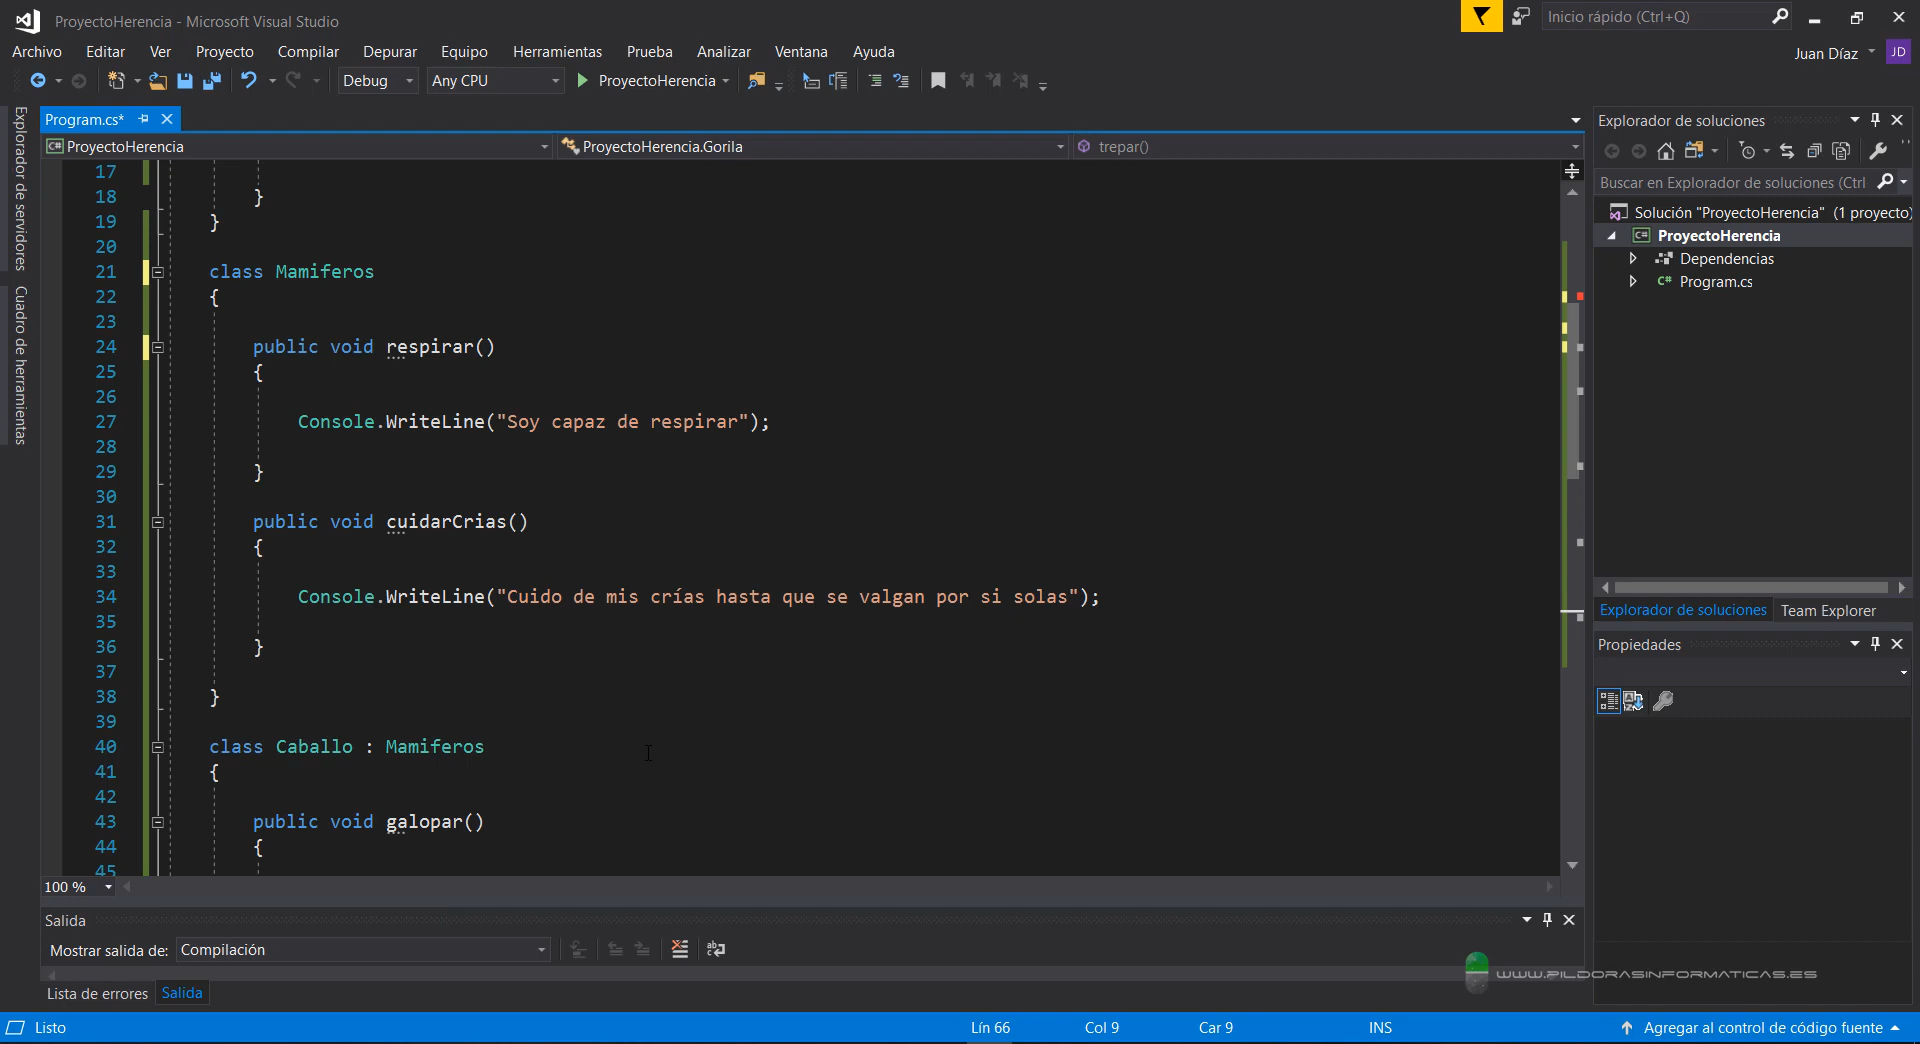 ProyectoHerencia - Microsoft Visual Studio
Inicio rápido (Ctrl+Q)
Archivo Editar Ver Proyecto Compilar Depurar Equipo Herramientas Prueba Analizar Ventana Ayuda
Juan Díaz JD
Debug Any CPU ProyectoHerencia
Explorador de servidores
Cuadro de herramientas
Program.cs*
C# ProyectoHerencia ProyectoHerencia.Gorila trepar()
17
18 }
19 }
20
21 class Mamiferos
22 {
23
24 public void respirar()
25 {
26
27 Console.WriteLine("Soy capaz de respirar");
28
29 }
30
31 public void cuidarCrias()
32 {
33
34 Console.WriteLine("Cuido de mis crías hasta que se valgan por si solas");
35
36 }
37
38 }
39
40 class Caballo : Mamiferos
41 {
42
43 public void galopar()
44 {
45
100 %
Salida
Mostrar salida de: Compilación
Lista de errores Salida
Explorador de soluciones
Buscar en Explorador de soluciones (Ctrl
Solución "ProyectoHerencia" (1 proyecto)
C# ProyectoHerencia
Dependencias
C# Program.cs
Explorador de soluciones Team Explorer
Propiedades
WWW.PILDORASINFORMATICAS.ES
Listo Lín 66 Col 9 Car 9 INS Agregar al control de código fuente